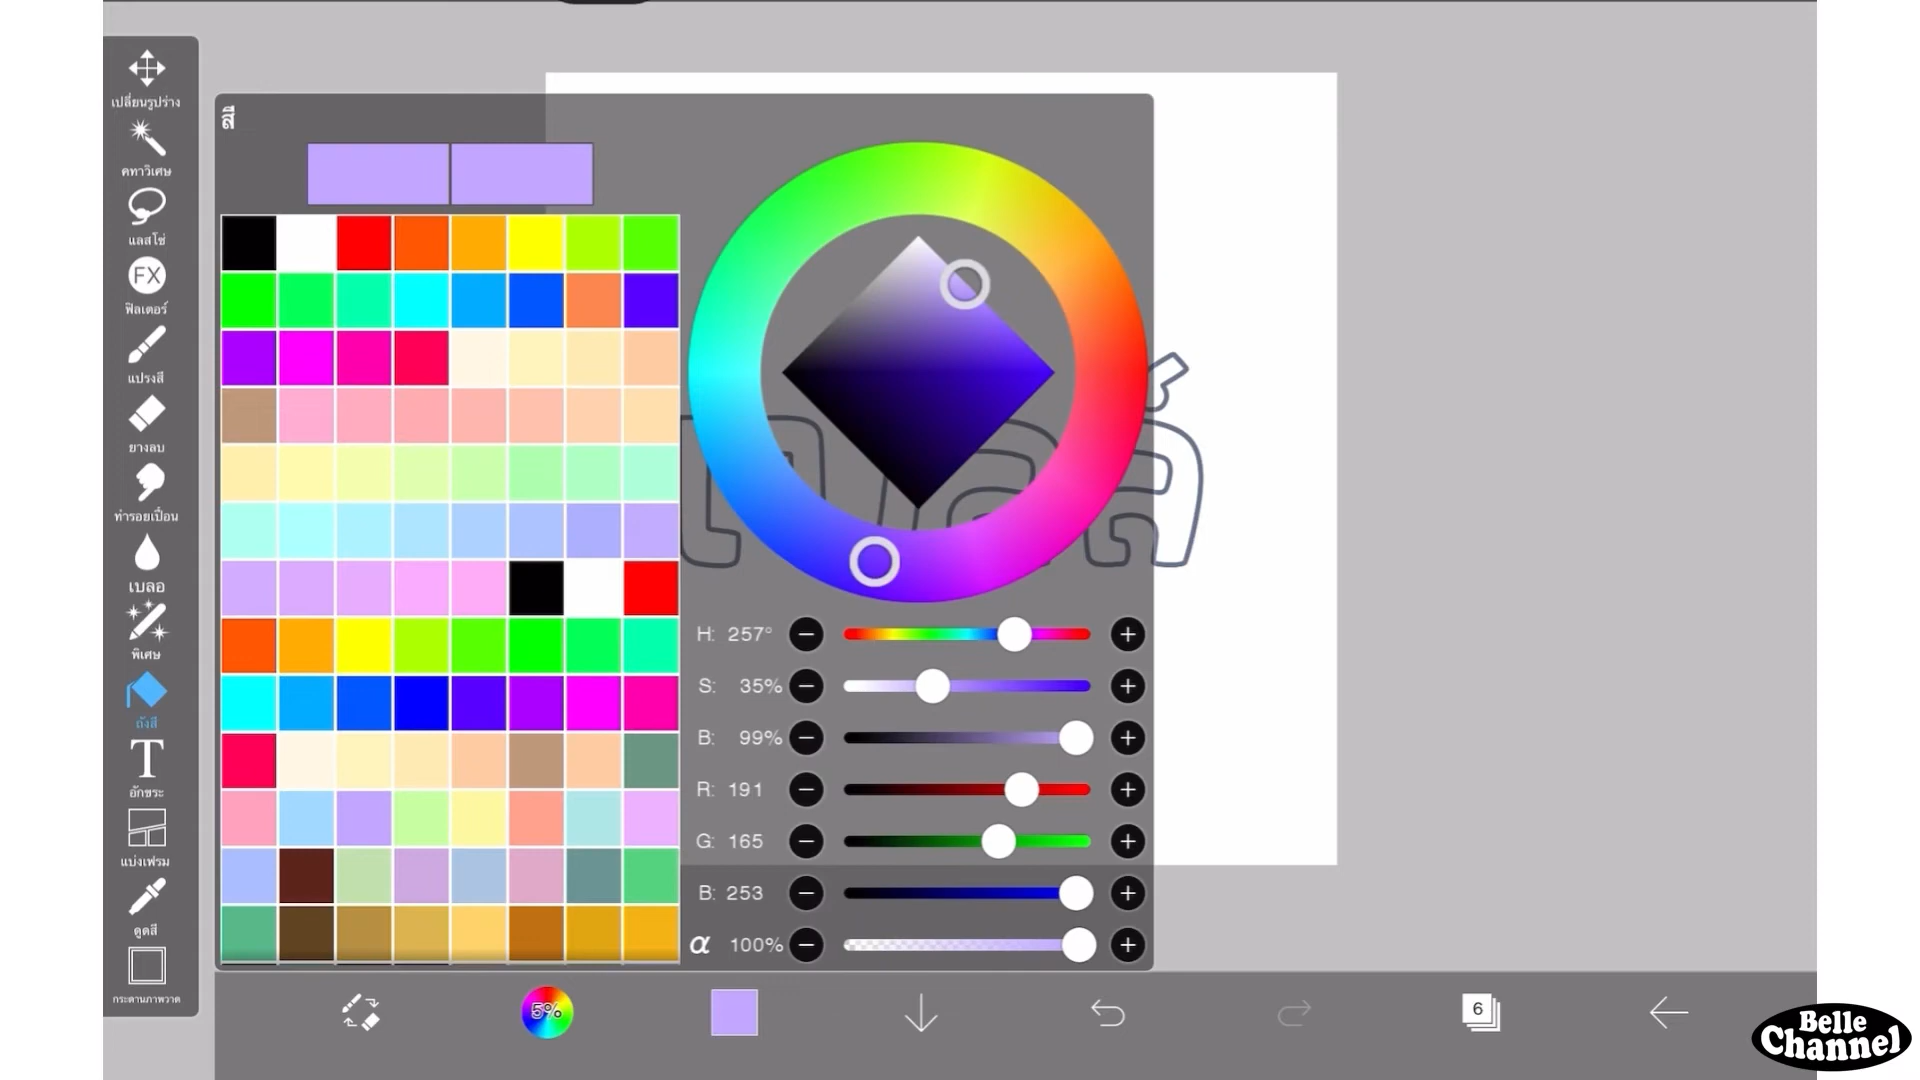 เปลี่ยนรูปร่าง
คทาวิเศษ
แลสโซ่
FX
ฟิลเตอร์
แปรงสี
ยางลบ
ทำรอยเปื้อน
เบลอ
พิเศษ
ถังสี
T
อักขระ
แบ่งเฟรม
ดูดสี
กระดานภาพวาด
สี
H: 257°
S: 35%
B: 99%
R: 191
G: 165
B: 253
α 100%
5%
6
Belle
Channel